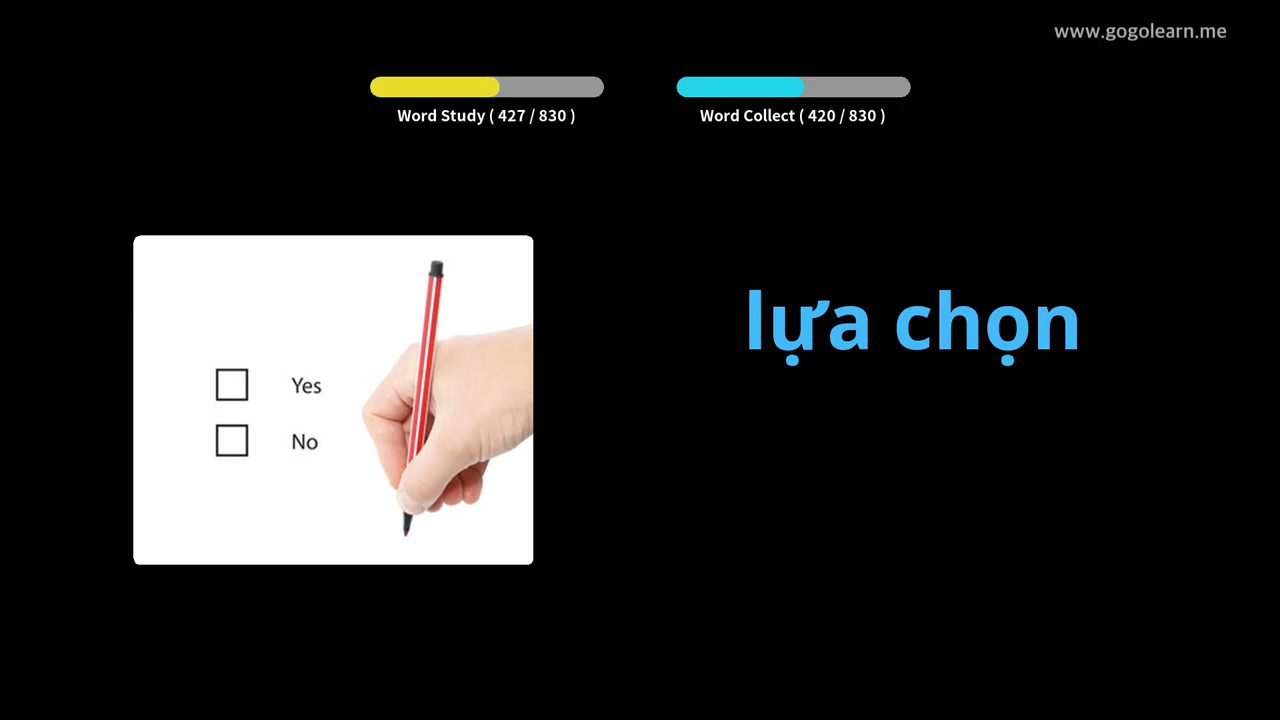 www.gogolearn.me
Word Study ( 427 / 830 )
Word Collect ( 420 / 830 )
lựa chọn
Yes
No